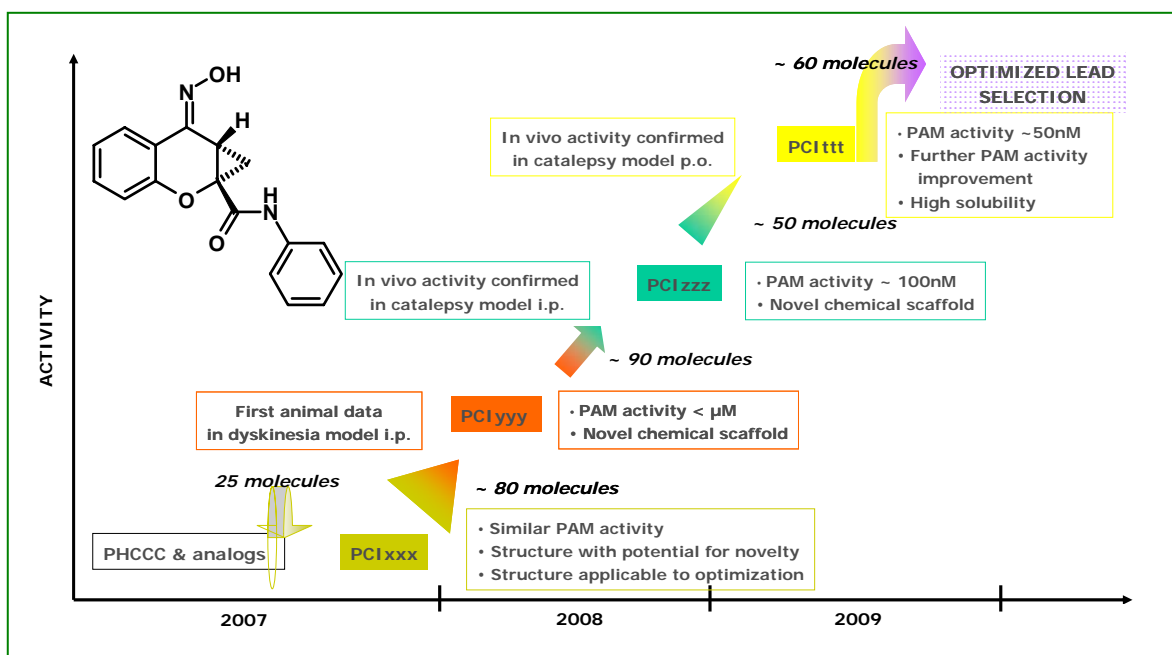 ~ 60 molecules
OPTIMIZED LEAD
SELECTION
OH
N
H
O
H
N
O
In vivo activity confirmed
in catalepsy model p.o.
PCIttt
· PAM activity ~50nM
• Further PAM activity
improvement
• High solubility
~ 50 molecules
In vivo activity confirmed
in catalepsy model i.p.
PCIzzz
· PAM activity ~ 100nM
• Novel chemical scaffold
~ 90 molecules
ACTIVITY
First animal data
in dyskinesia model i.p.
PCIyyy
· PAM activity < µM
• Novel chemical scaffold
25 molecules
~ 80 molecules
PHCCC & analogs
PCIxxx
• Similar PAM activity
• Structure with potential for novelty
• Structure applicable to optimization
2007
2008
2009